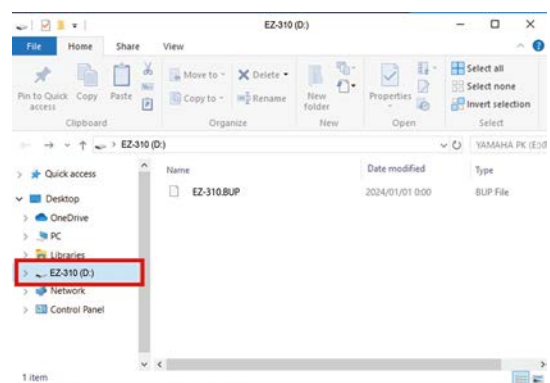 EZ-310 (D:)
File Home Share View
Pin to Quick access
Copy
Paste
Clipboard
Move to
Copy to
Delete
Rename
Organize
New folder
New
Properties
Open
Select all
Select none
Invert selection
Select
EZ-310 (D:)
YAMAHA PK
Quick access
Desktop
OneDrive
PC
Libraries
EZ-310 (D:)
Network
Control Panel
Name Date modified Type
EZ-310.BUP 2024/01/01 0:00 BUP File
1 item